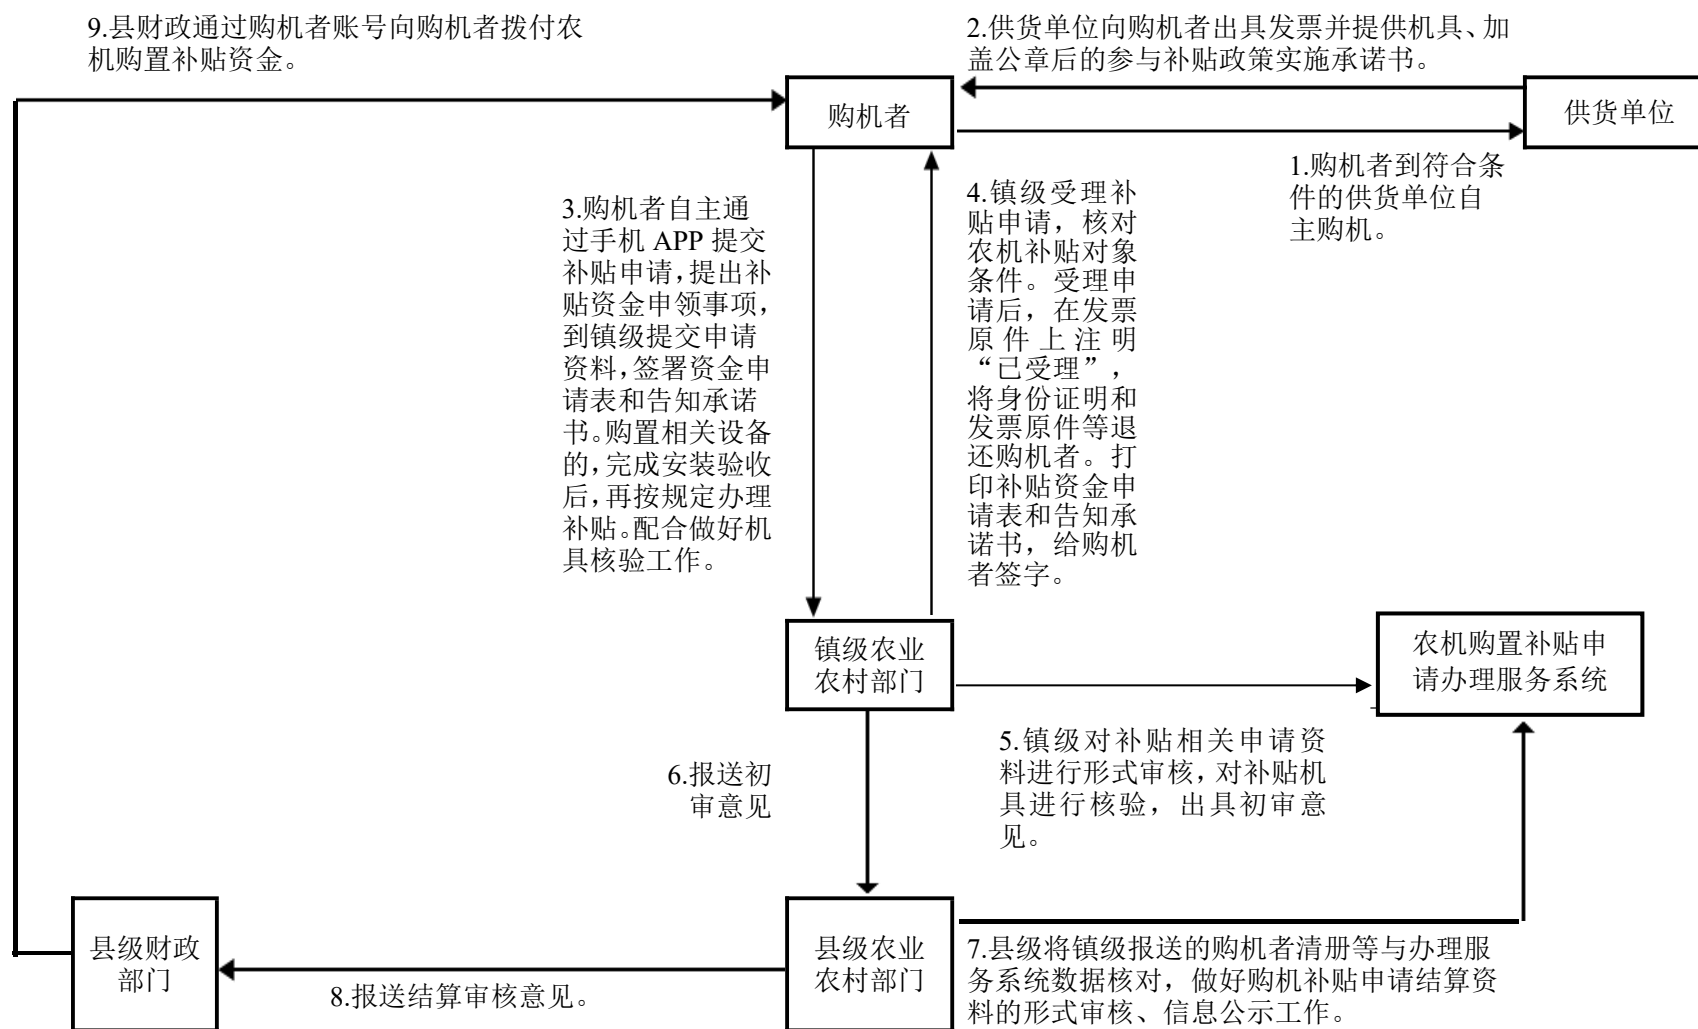 9.县财政通过购机者账号向购机者拨付农
机购置补贴资金。
2.供货单位向购机者出具发票并提供机具、加
盖公章后的参与补贴政策实施承诺书。
购机者
供货单位
1.购机者到符合条
件的供货单位自
主购机。
3.购机者自主通
过手机 APP 提交
补贴申请,提出补
贴资金申领事项,
到镇级提交申请
资料,签署资金申
请表和告知承诺
书。购置相关设备
的,完成安装验收
后,再按规定办理
补贴。配合做好机
具核验工作。
4.镇级受理补
贴申请，核对
农机补贴对象
条件。受理申
请后，在发票
原件上注明
“已受理”，
将身份证明和
发票原件等退
还购机者。打
印补贴资金申
请表和告知承
诺书，给购机
者签字。
镇级农业
农村部门
农机购置补贴申
请办理服务系统
5.镇级对补贴相关申请资
料进行形式审核,对补贴机
具进行核验，出具初审意
见。
6.报送初
审意见
县级财政
部门
8.报送结算审核意见。
县级农业
农村部门
7.县级将镇级报送的购机者清册等与办理服
务系统数据核对，做好购机补贴申请结算资
料的形式审核、信息公示工作。